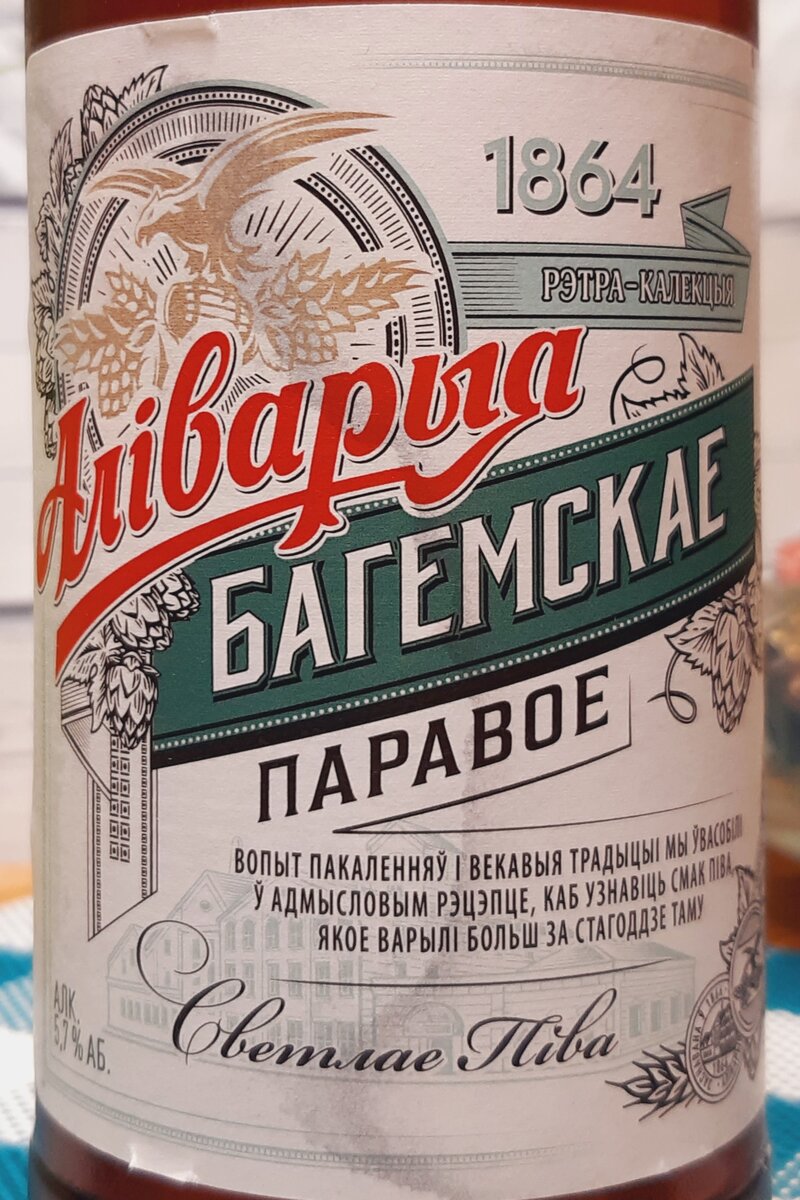 1864
РЭТРА-КАЛЕКЦЫЯ
Аліварыя
БАГЕМСКАЕ
ПАРАВОЕ
ВОПЫТ ПАКАЛЕННЯЎ І ВЕКАВЫЯ ТРАДЫЦЫІ МЫ ЎВАСОБІЛІ
Ў АДМЫСЛОВЫМ РЭЦЭПЦЕ, КАБ УЗНАВІЦЬ СМАК ПІВА,
ЯКОЕ ВАРЫЛІ БОЛЬШ ЗА СТАГОДДЗЕ ТАМУ
АЛК.
5,7 % АБ.
Светлае Піва